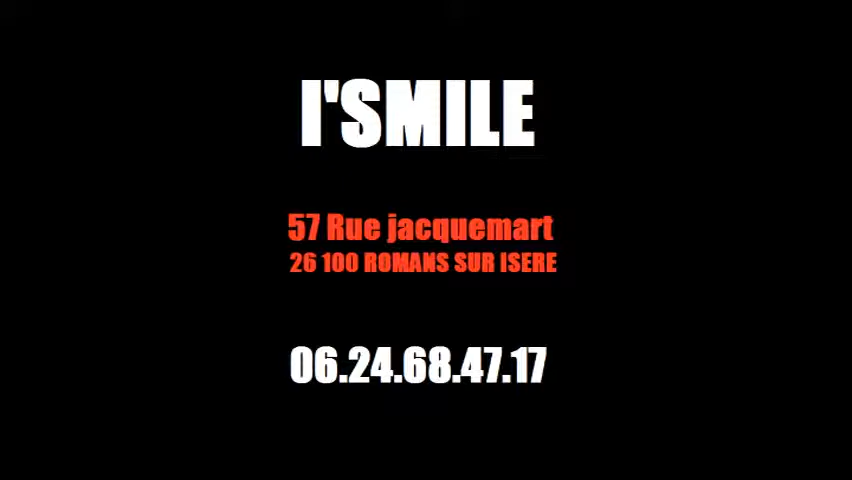 I'SMILE
57 Rue jacquemart
26 100 ROMANS SUR ISERE
06.24.68.47.17